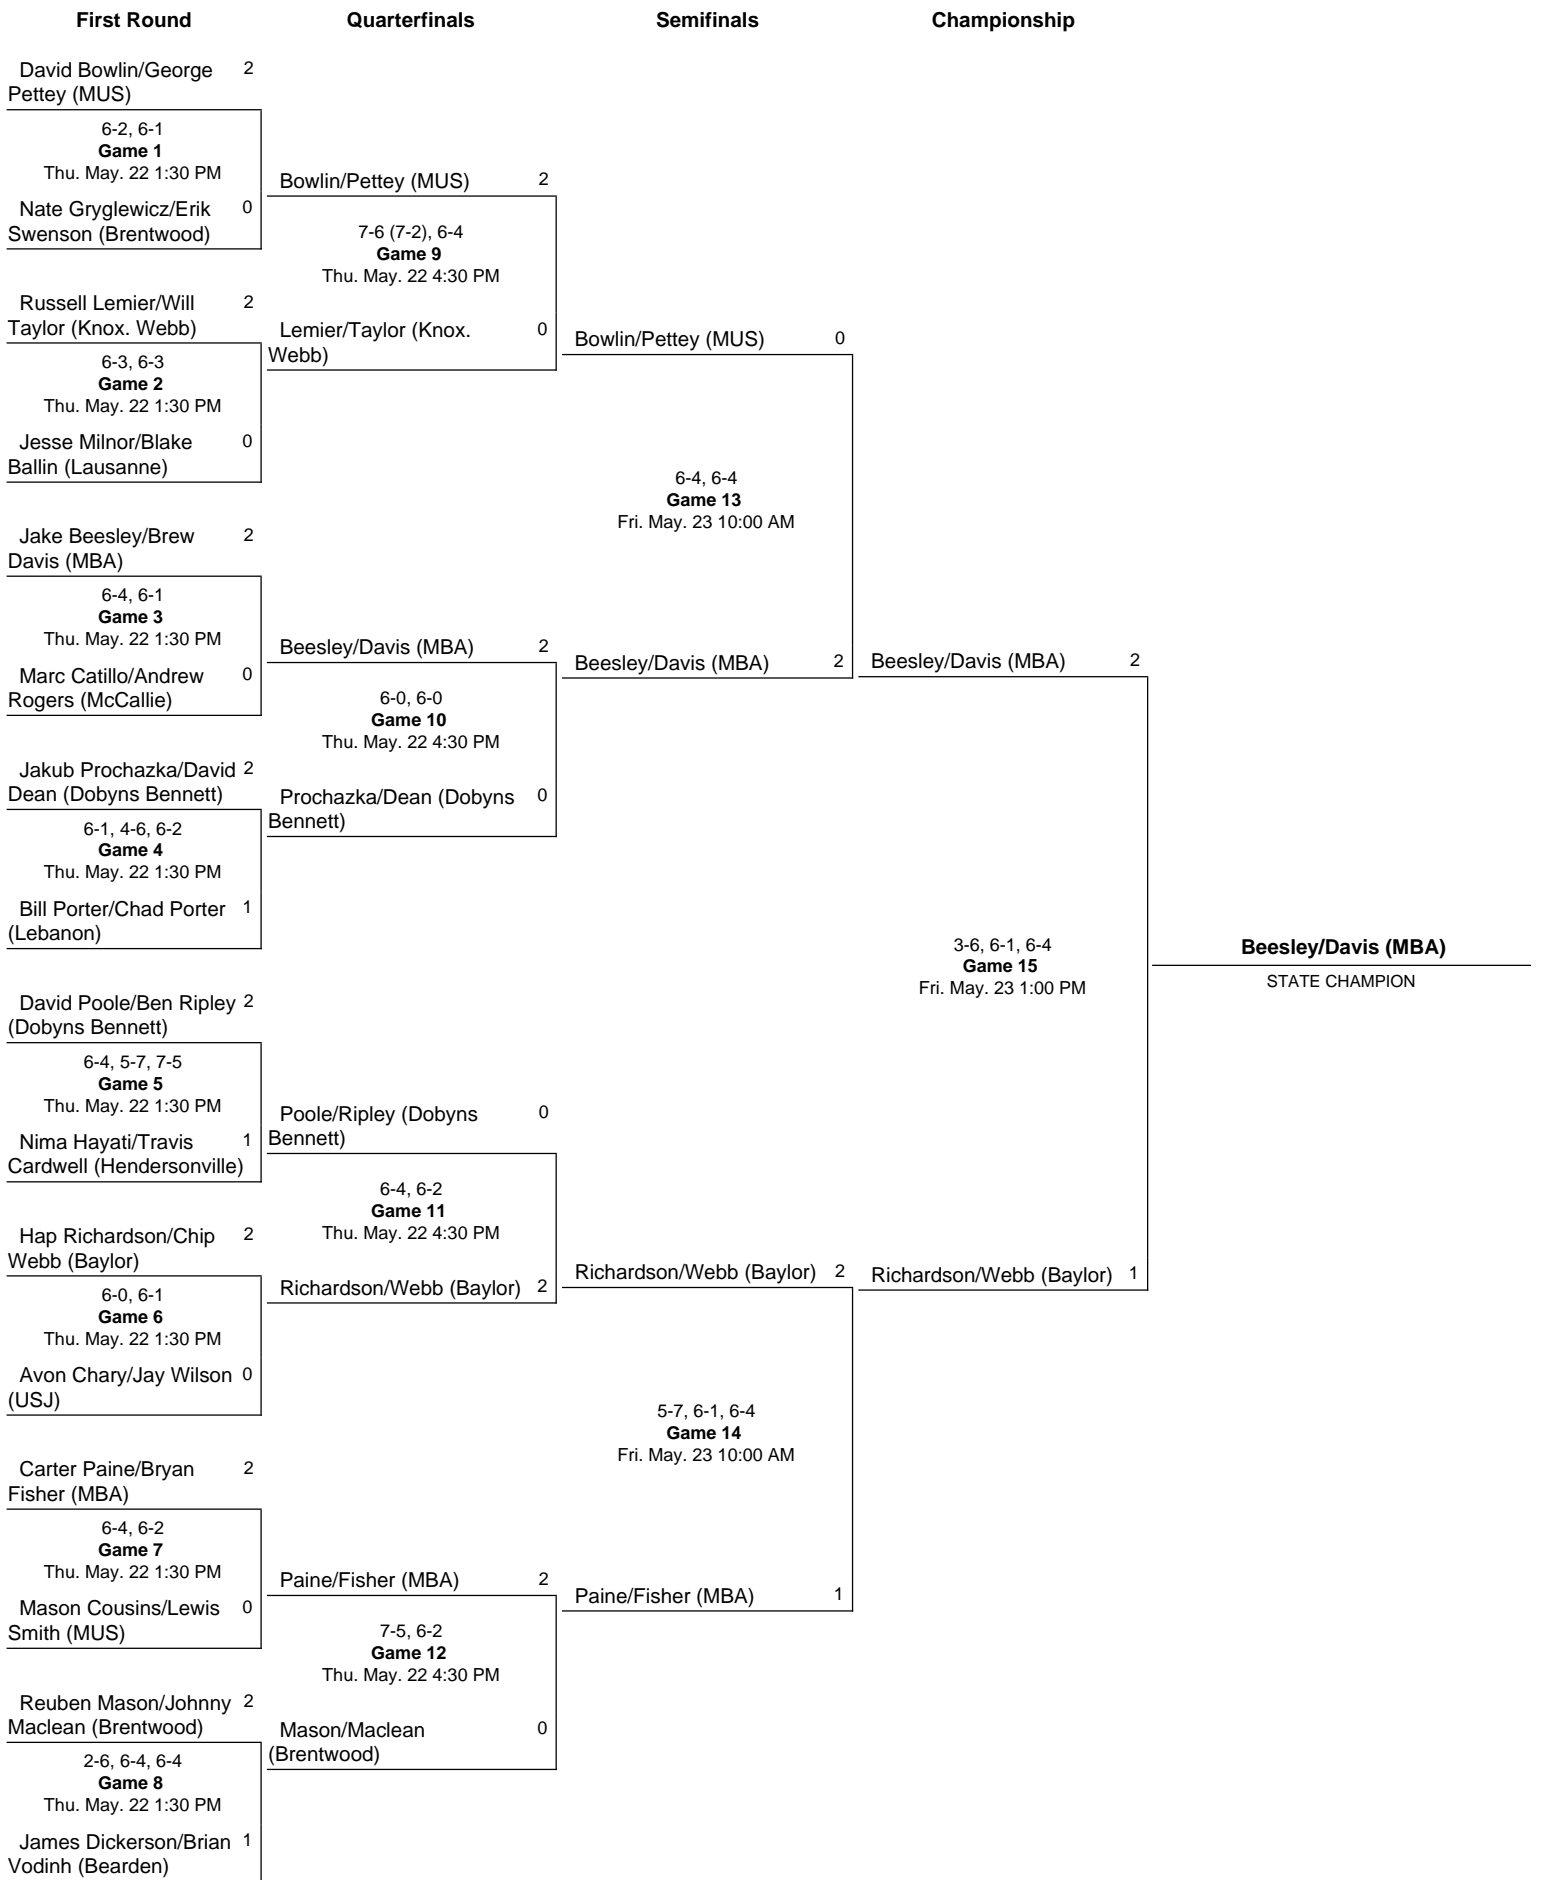 First Round
Quarterfinals
Semifinals
Championship
David Bowlin/George 2
Pettey (MUS)
6-2, 6-1
Game 1
Thu. May. 22 1:30 PM
Nate Gryglewicz/Erik 0
Swenson (Brentwood)
Russell Lemier/Will 2
Taylor (Knox. Webb)
6-3, 6-3
Game 2
Thu. May. 22 1:30 PM
Jesse Milnor/Blake 0
Ballin (Lausanne)
Jake Beesley/Brew 2
Davis (MBA)
6-4, 6-1
Game 3
Thu. May. 22 1:30 PM
Marc Catillo/Andrew 0
Rogers (McCallie)
Jakub Prochazka/David 2
Dean (Dobyns Bennett)
6-1, 4-6, 6-2
Game 4
Thu. May. 22 1:30 PM
Bill Porter/Chad Porter 1
(Lebanon)
David Poole/Ben Ripley 2
(Dobyns Bennett)
6-4, 5-7, 7-5
Game 5
Thu. May. 22 1:30 PM
Nima Hayati/Travis 1
Cardwell (Hendersonville)
Hap Richardson/Chip 2
Webb (Baylor)
6-0, 6-1
Game 6
Thu. May. 22 1:30 PM
Avon Chary/Jay Wilson 0
(USJ)
Carter Paine/Bryan 2
Fisher (MBA)
6-4, 6-2
Game 7
Thu. May. 22 1:30 PM
Mason Cousins/Lewis 0
Smith (MUS)
Reuben Mason/Johnny 2
Maclean (Brentwood)
2-6, 6-4, 6-4
Game 8
Thu. May. 22 1:30 PM
James Dickerson/Brian 1
Vodinh (Bearden)
Bowlin/Pettey (MUS) 2
7-6 (7-2), 6-4
Game 9
Thu. May. 22 4:30 PM
Lemier/Taylor (Knox. 0
Webb)
Beesley/Davis (MBA) 2
6-0, 6-0
Game 10
Thu. May. 22 4:30 PM
Prochazka/Dean (Dobyns 0
Bennett)
Poole/Ripley (Dobyns 0
Bennett)
6-4, 6-2
Game 11
Thu. May. 22 4:30 PM
Richardson/Webb (Baylor) 2
Paine/Fisher (MBA) 2
7-5, 6-2
Game 12
Thu. May. 22 4:30 PM
Mason/Maclean 0
(Brentwood)
Bowlin/Pettey (MUS) 0
6-4, 6-4
Game 13
Fri. May. 23 10:00 AM
Beesley/Davis (MBA) 2
Richardson/Webb (Baylor) 2
5-7, 6-1, 6-4
Game 14
Fri. May. 23 10:00 AM
Paine/Fisher (MBA) 1
Beesley/Davis (MBA) 2
3-6, 6-1, 6-4
Game 15
Fri. May. 23 1:00 PM
Richardson/Webb (Baylor) 1
Beesley/Davis (MBA)
STATE CHAMPION